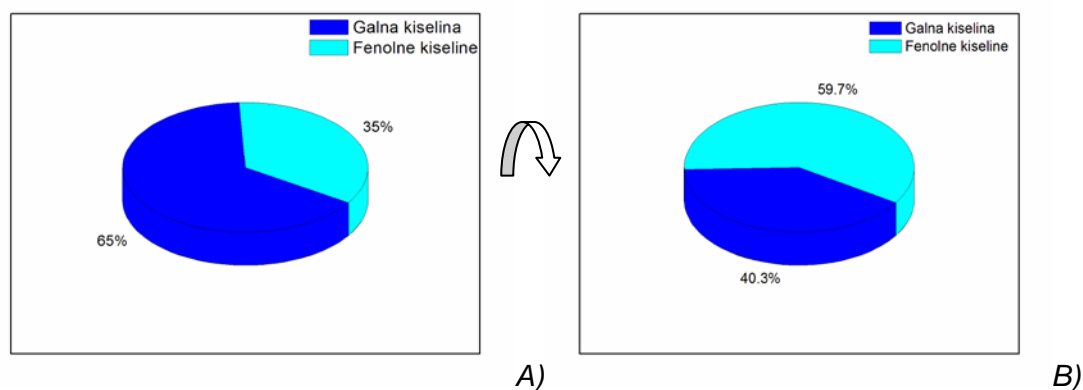 Galna kiselina
Fenolne kiseline
35%
65%
A)
Galna kiselina
Fenolne kiseline
59.7%
40.3%
B)